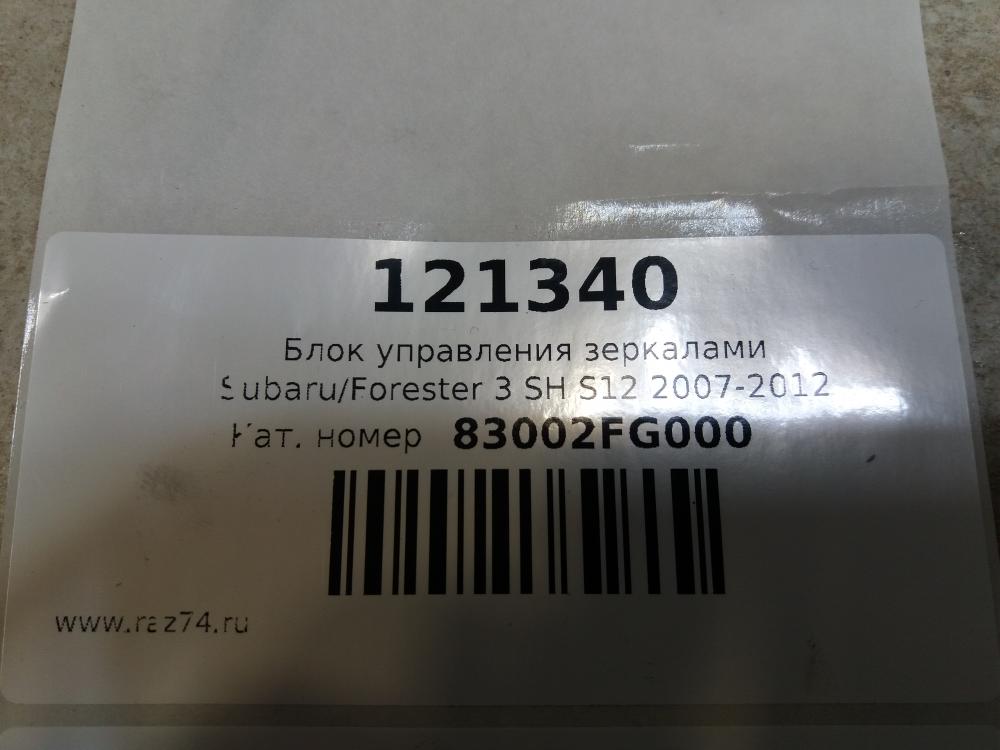 121340
Блок управления зеркалами
Subaru/Forester 3 SH S12 2007-2012
Кат. номер 83002FG000
www.raz74.ru